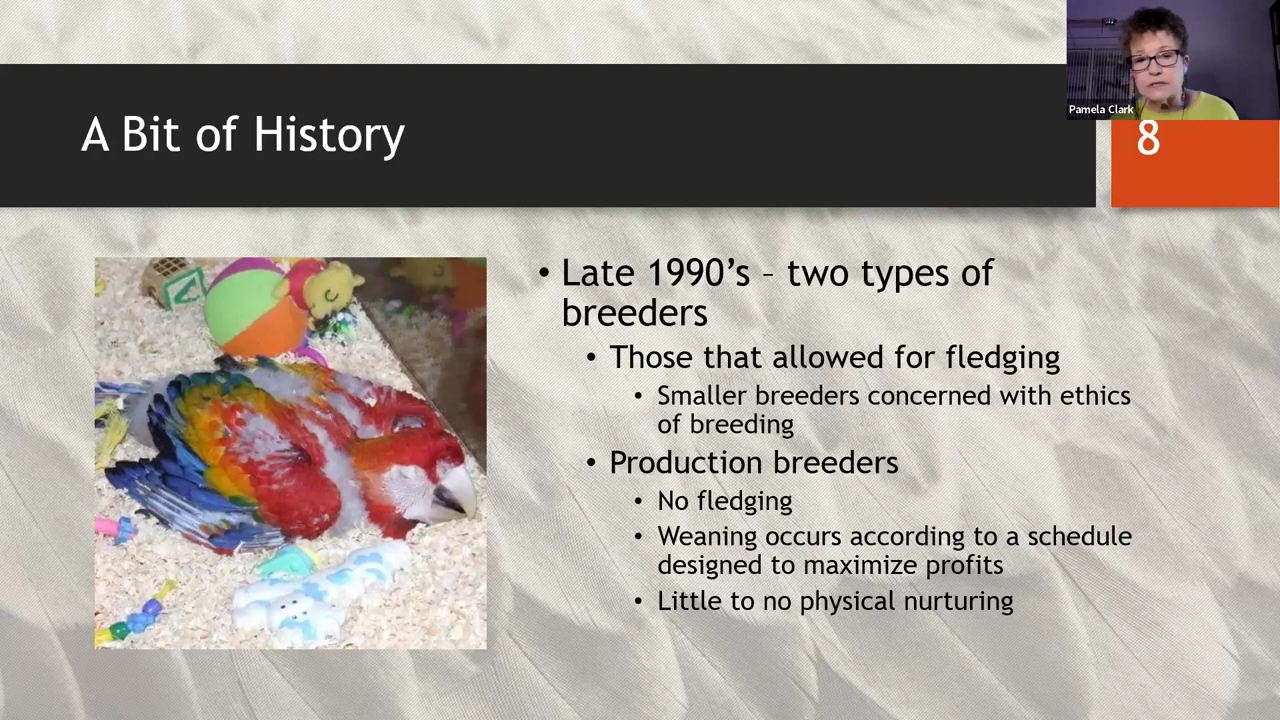 Pamela Clark
A Bit of History
8
• Late 1990’s – two types of
breeders
• Those that allowed for fledging
• Smaller breeders concerned with ethics
of breeding
• Production breeders
• No fledging
• Weaning occurs according to a schedule
designed to maximize profits
• Little to no physical nurturing